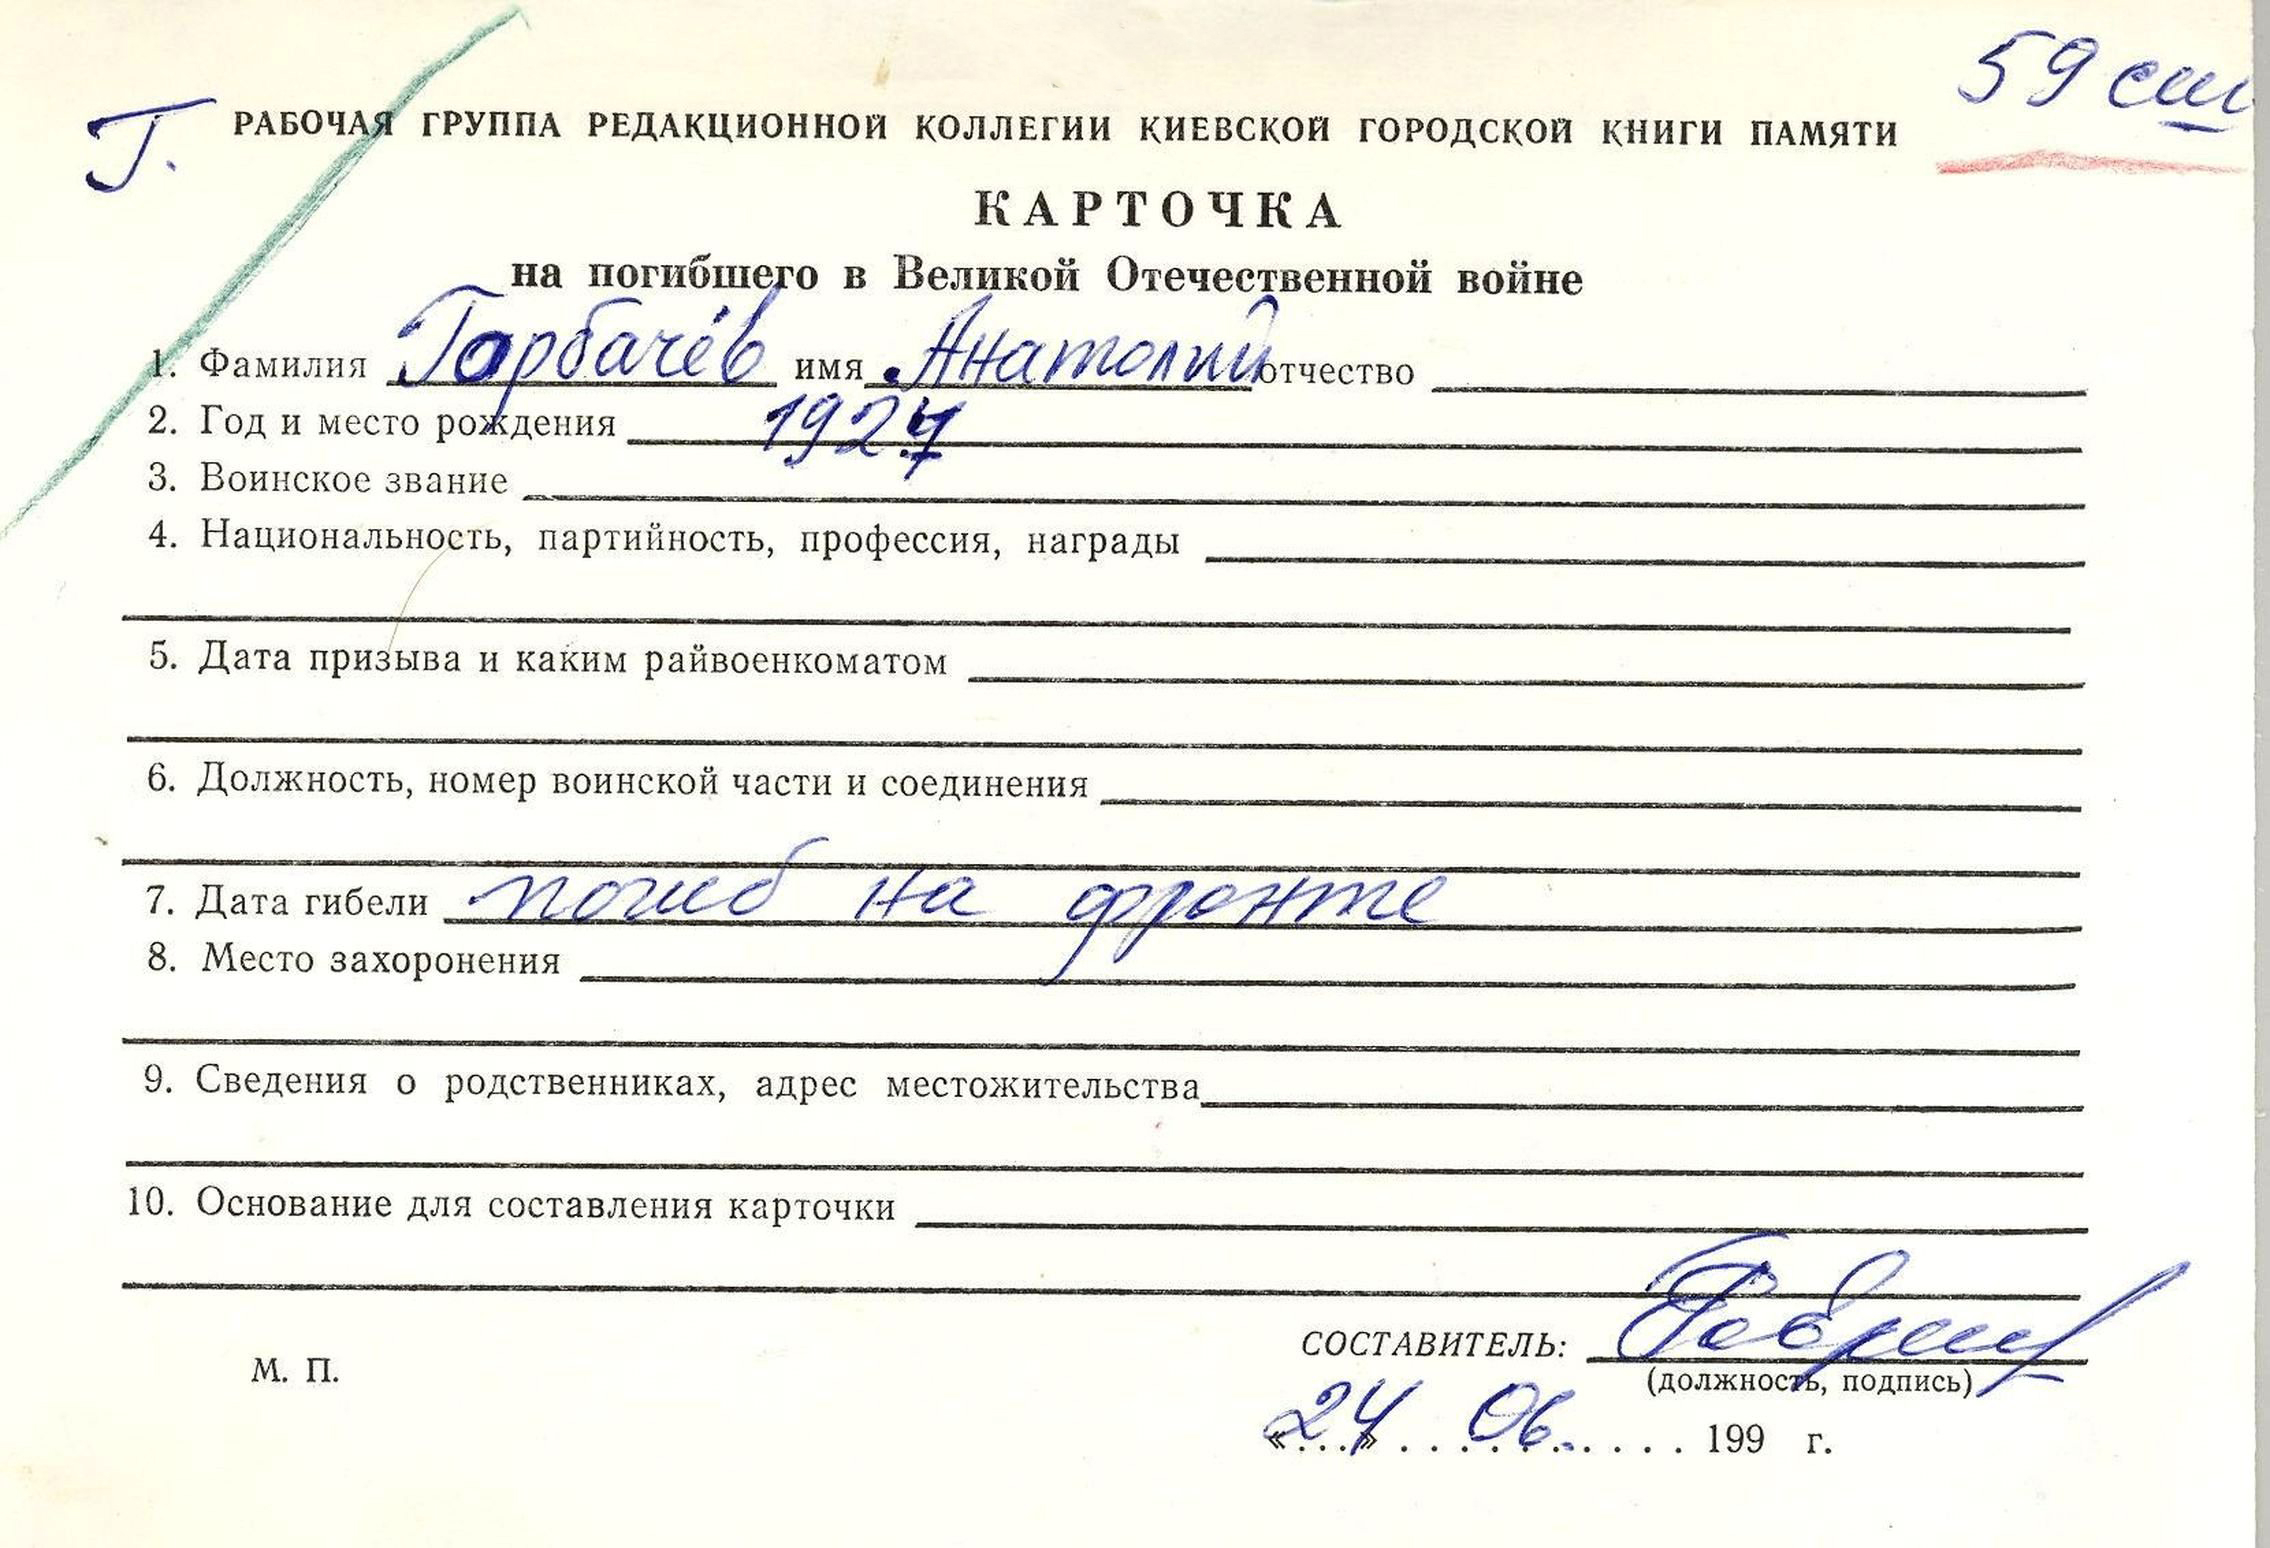 59 сш
Г. РАБОЧАЯ ГРУППА РЕДАКЦИОННОЙ КОЛЛЕГИИ КИЕВСКОЙ ГОРОДСКОЙ КНИГИ ПАМЯТИ
КАРТОЧКА
на погибшего в Великой Отечественной войне
1. Фамилия Горбачёв имя Анатолий отчество
2. Год и место рождения 1927
3. Воинское звание
4. Национальность, партийность, профессия, награды
5. Дата призыва и каким райвоенкоматом
6. Должность, номер воинской части и соединения
7. Дата гибели погиб на фронте
8. Место захоронения
9. Сведения о родственниках, адрес местожительства
10. Основание для составления карточки
СОСТАВИТЕЛЬ:
М. П.
(должность, подпись)
«24» 06. 199 г.